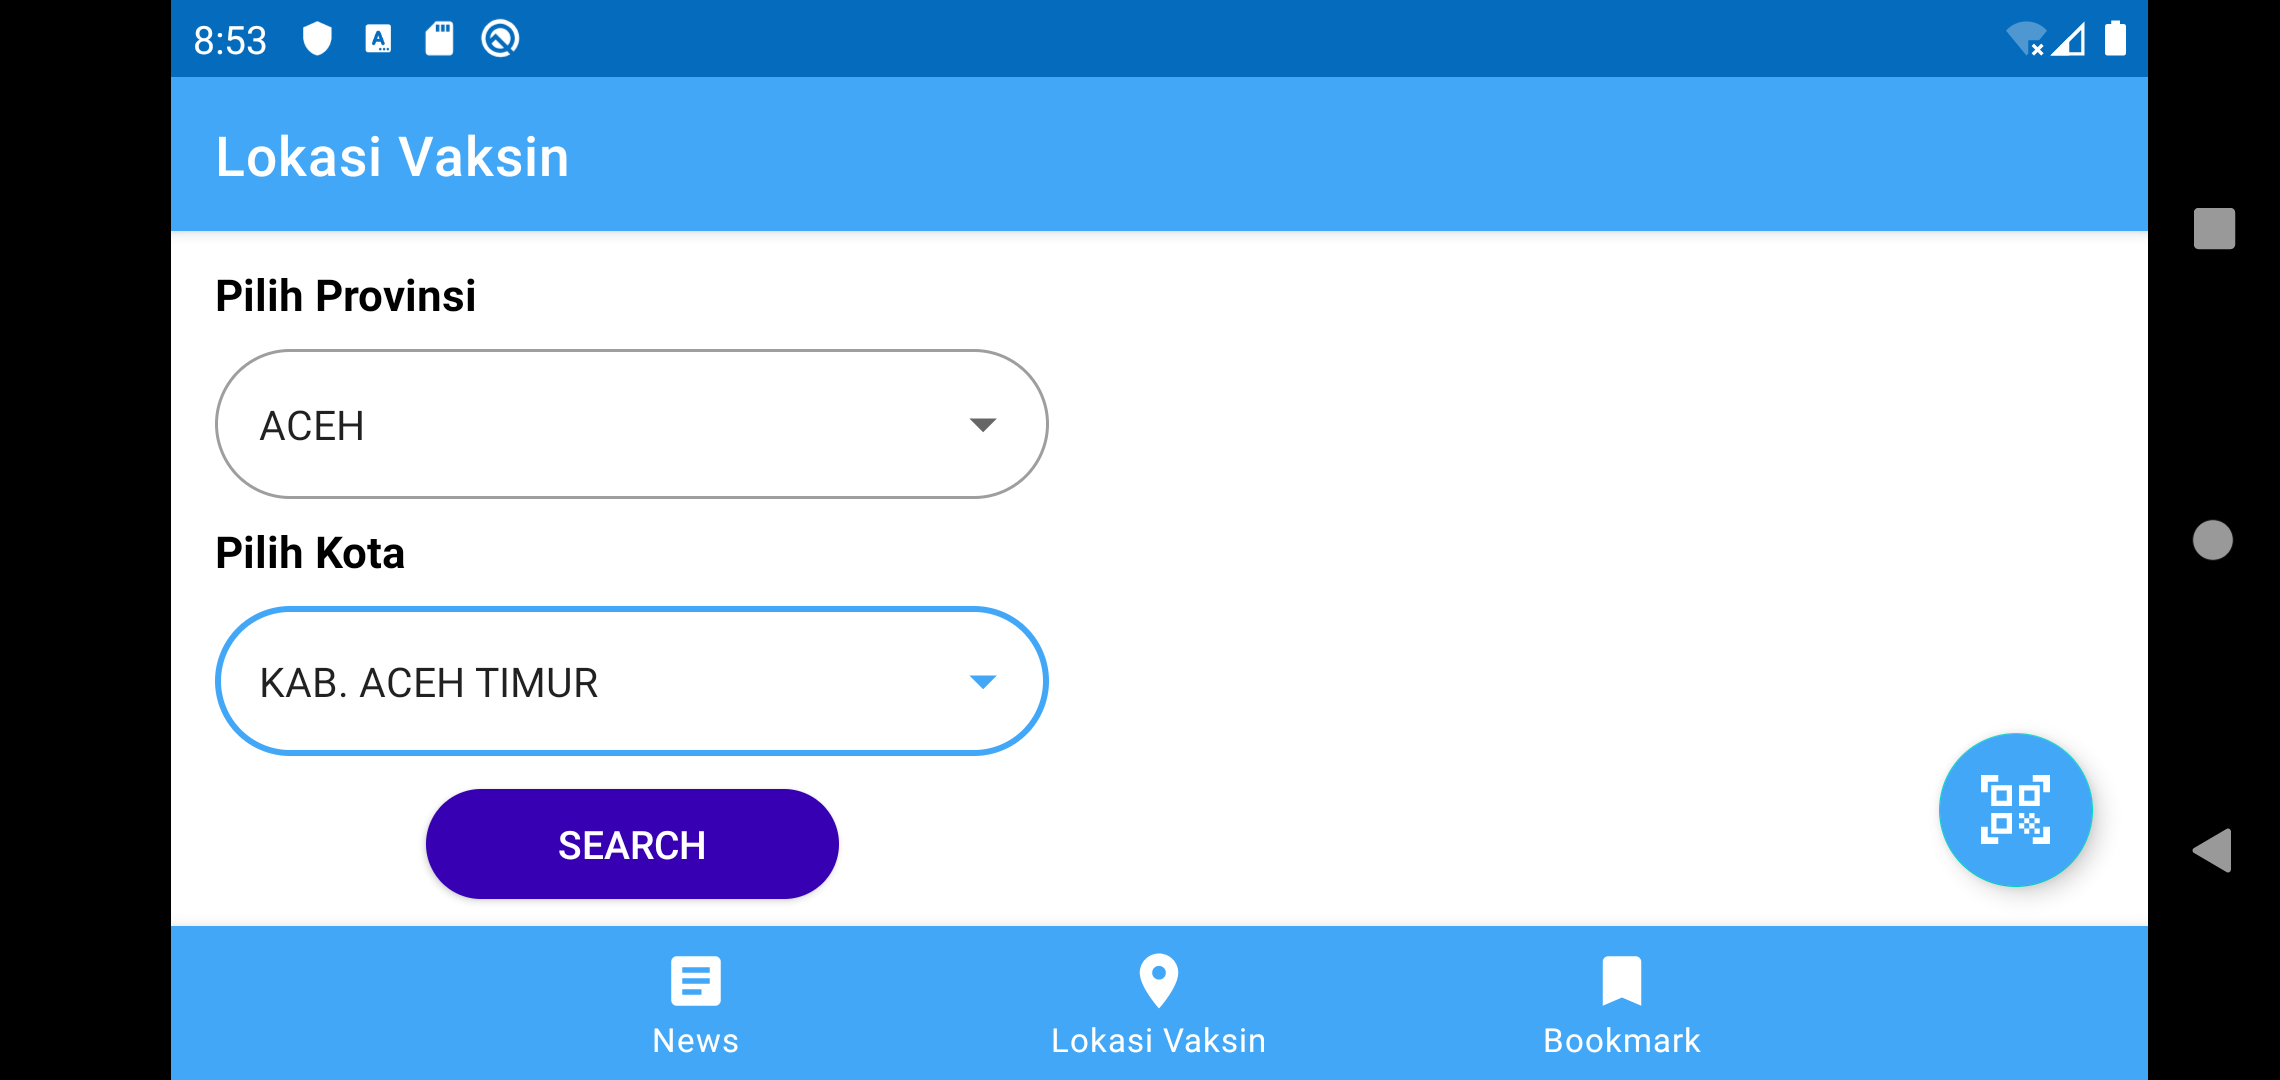 8:53
Lokasi Vaksin
Pilih Provinsi
ACEH
Pilih Kota
KAB. ACEH TIMUR
SEARCH
News
Lokasi Vaksin
Bookmark